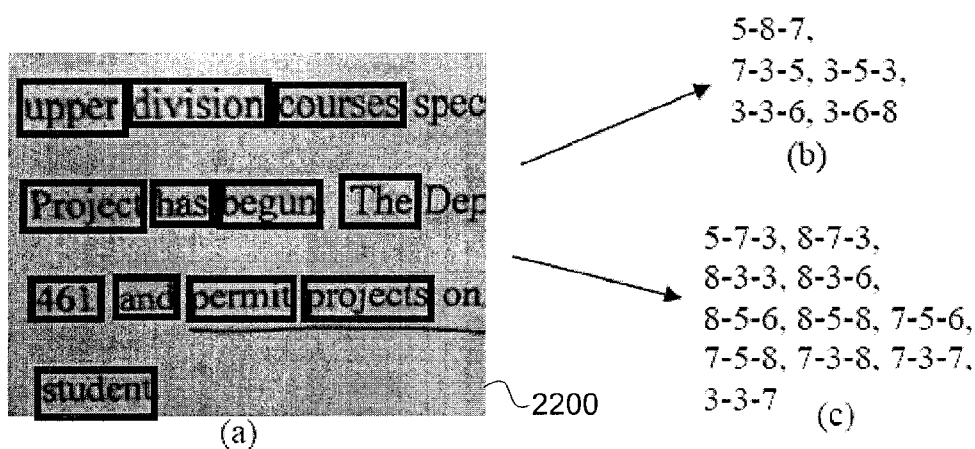 upper division courses spec
Project has begun. The Dep
461 and permit projects on
student
2200
(a)
5-8-7,
7-3-5, 3-5-3,
3-3-6, 3-6-8
(b)
5-7-3, 8-7-3,
8-3-3, 8-3-6,
8-5-6, 8-5-8, 7-5-6,
7-5-8, 7-3-8, 7-3-7,
3-3-7
(c)